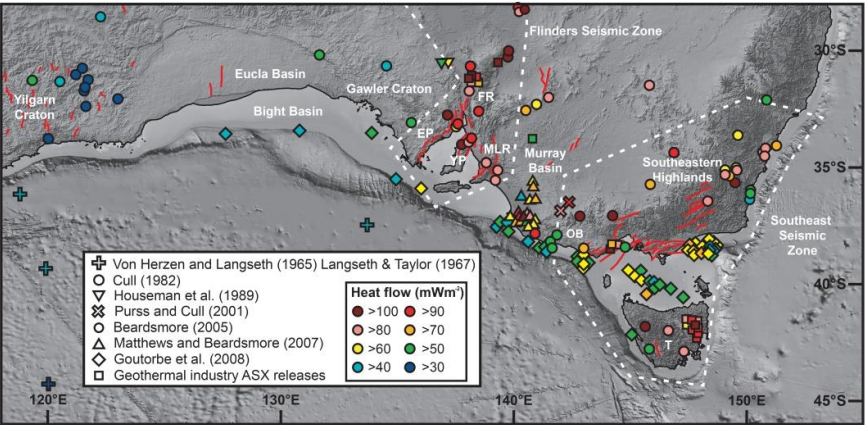 Flinders Seismic Zone
30°S
Eucla Basin
Gawler Craton
FR
Yilgarn
Craton
Bight Basin
EP
YP
MLR
Murray
Basin
35°S
Southeastern
Highlands
OB
Southeast
Seismic
Zone
Von Herzen and Langseth (1965) Langseth & Taylor (1967)
Cull (1982)
Houseman et al. (1989)
Purss and Cull (2001)
Beardsmore (2005)
Matthews and Beardsmore (2007)
Goutorbe et al. (2008)
Geothermal industry ASX releases
Heat flow (mWm-²)
>100 >90
>80 >70
>60 >50
>40 >30
40°S
T
120°E 130°E 140°E 150°E 45°S